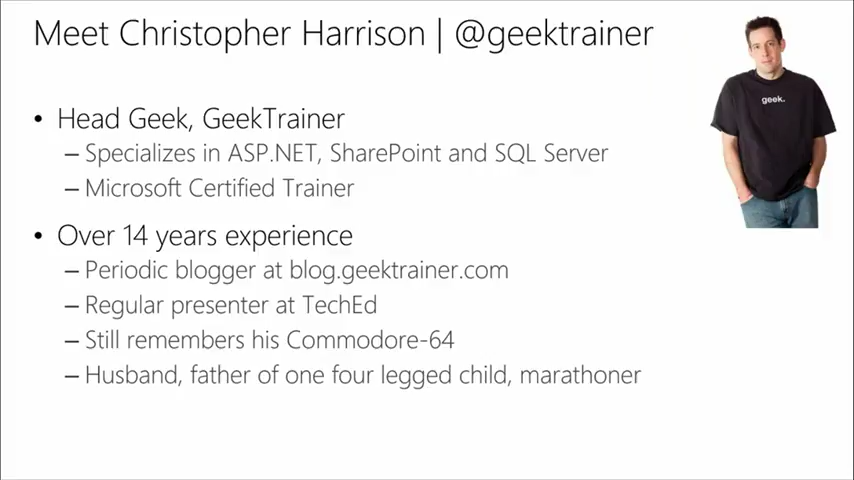 Meet Christopher Harrison | @geektrainer
geek.
• Head Geek, GeekTrainer
– Specializes in ASP.NET, SharePoint and SQL Server
– Microsoft Certified Trainer
• Over 14 years experience
– Periodic blogger at blog.geektrainer.com
– Regular presenter at TechEd
– Still remembers his Commodore-64
– Husband, father of one four legged child, marathoner